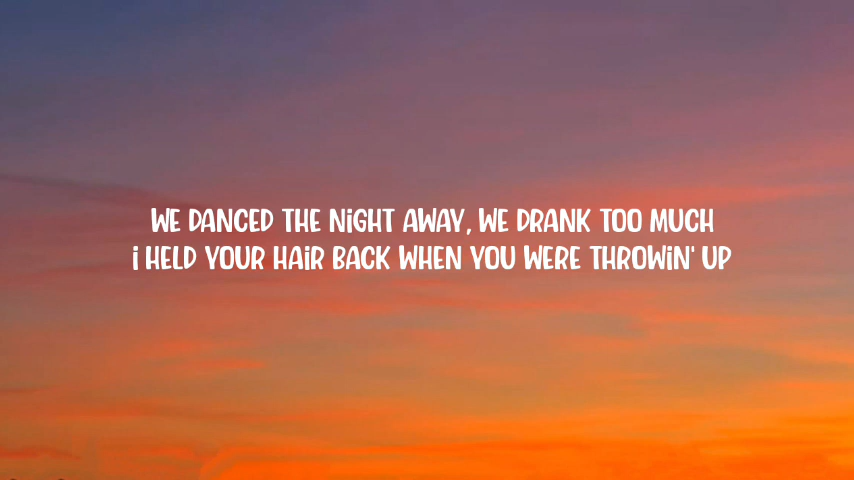 WE DANCED THE NiGHT AWAY, WE DRANK TOO MUCH
i HELD YOUR HAiR BACK WHEN YOU WERE THROWiN' UP